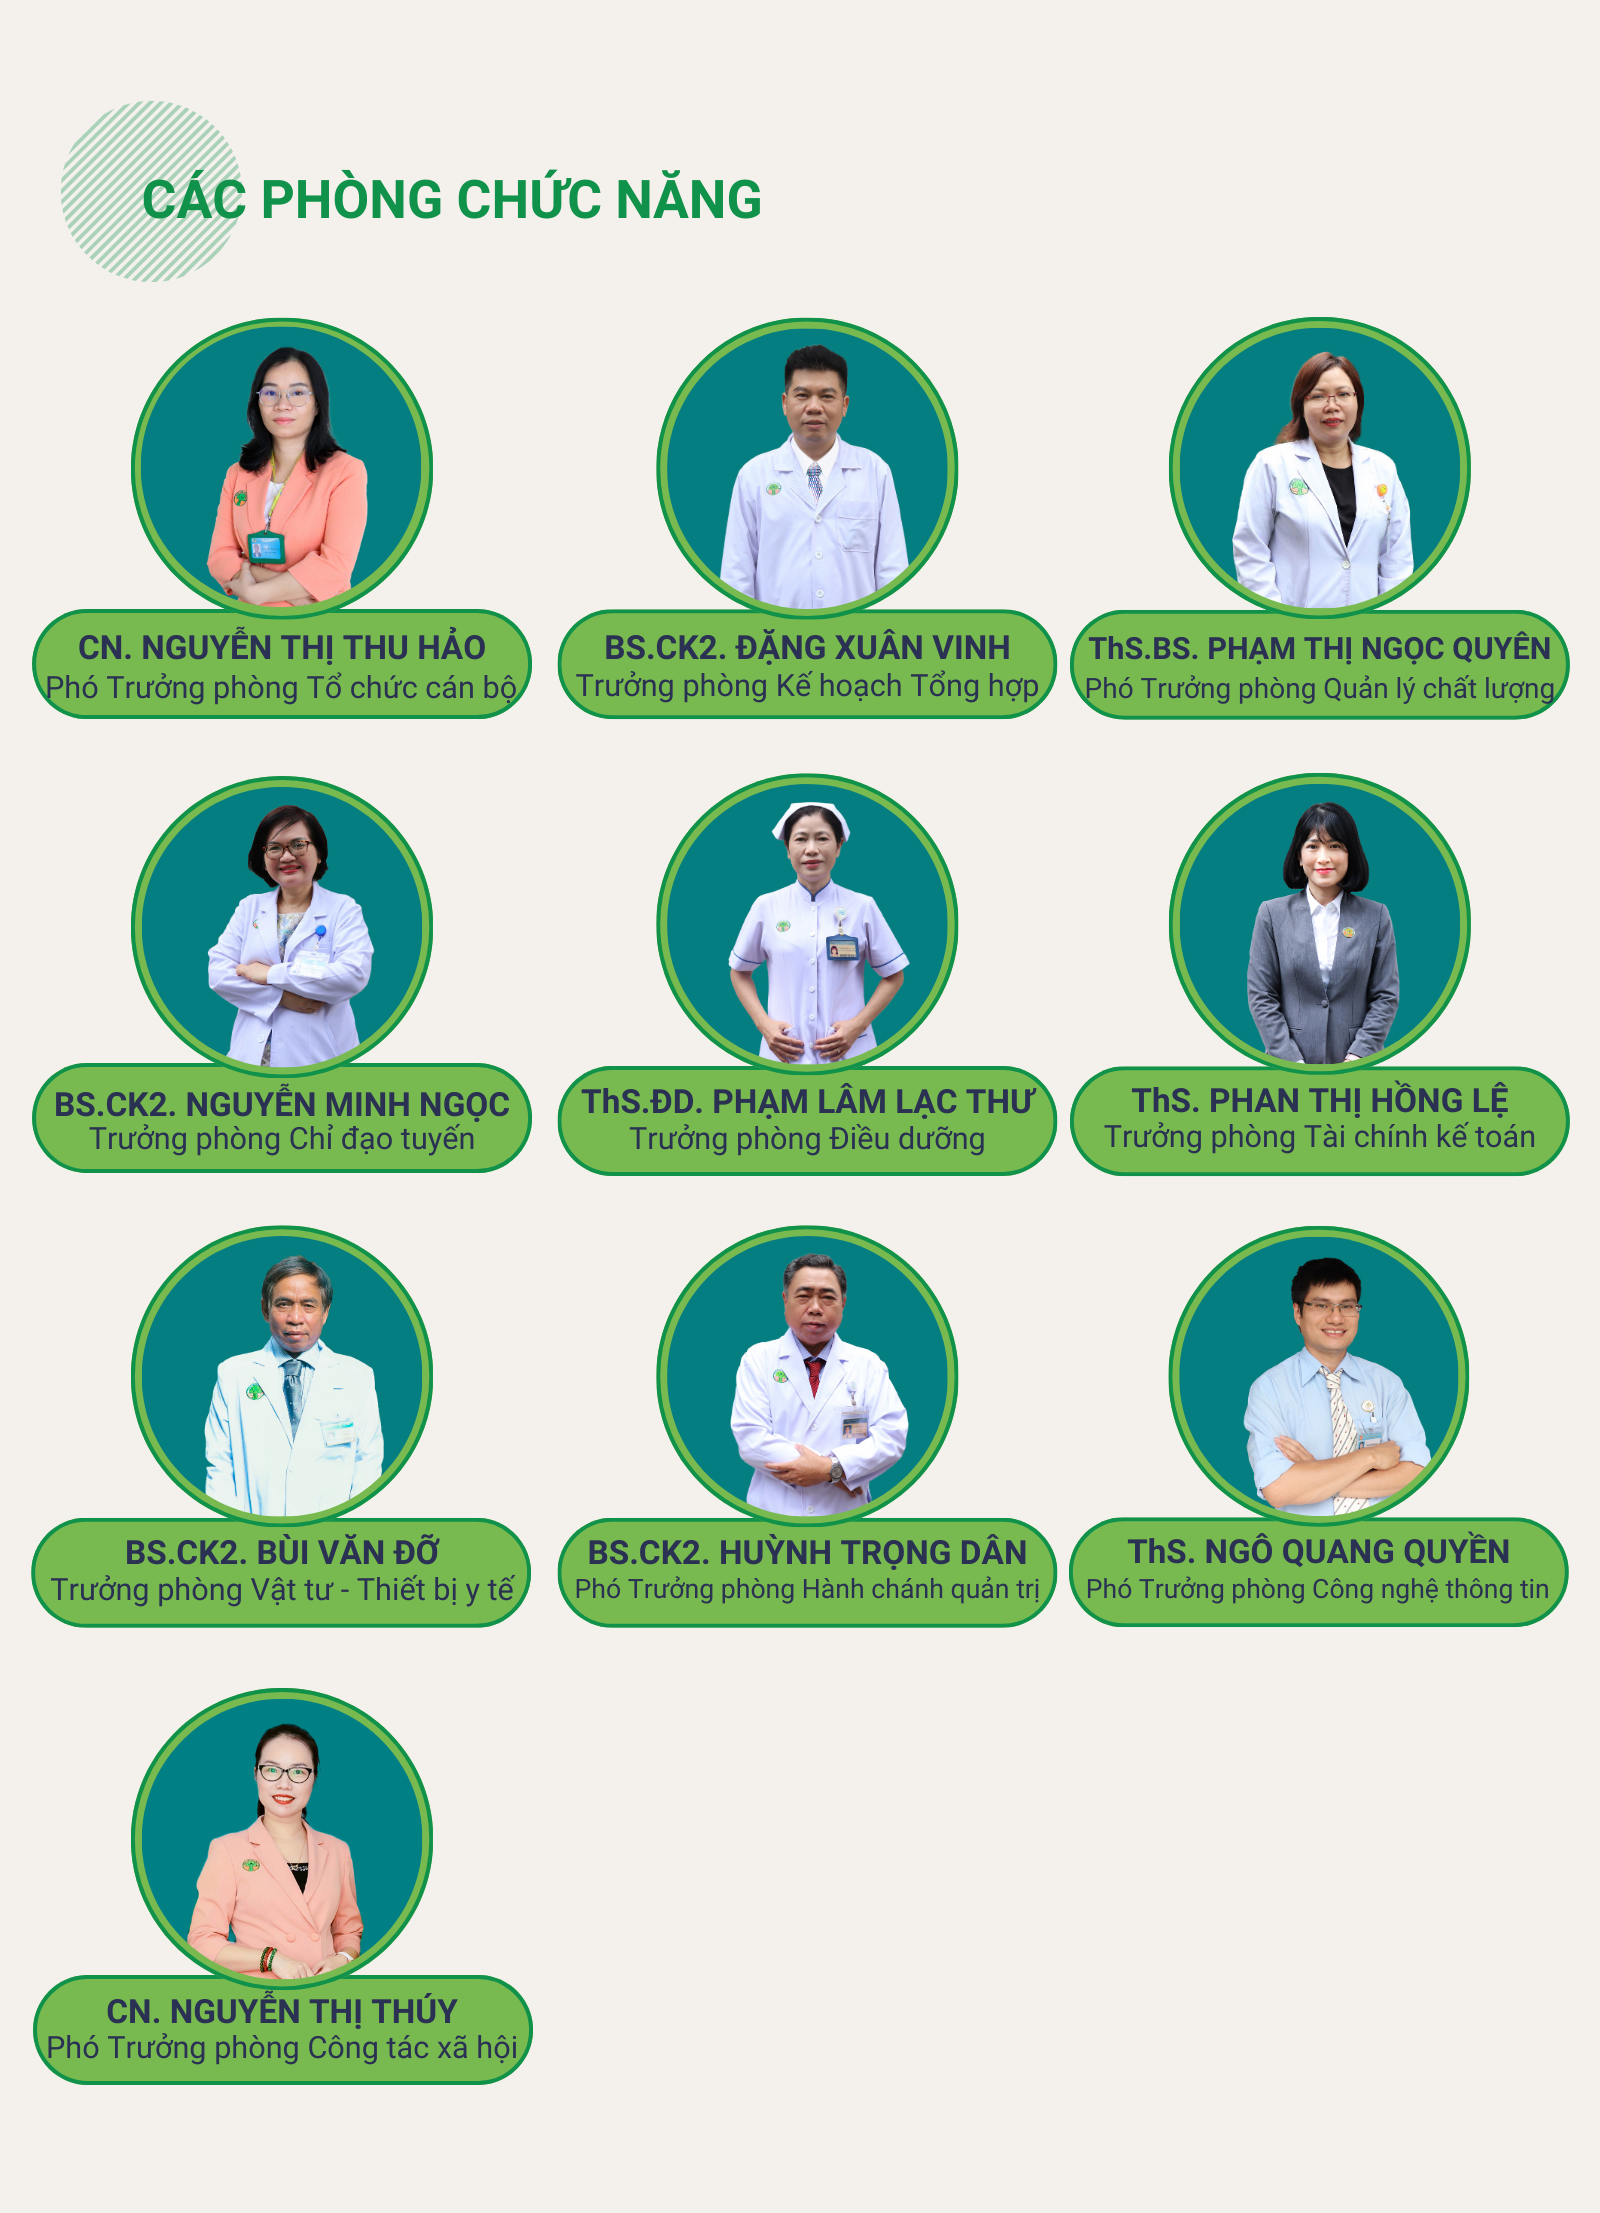 CÁC PHÒNG CHỨC NĂNG
CN. NGUYỄN THỊ THU HẢO
Phó Trưởng phòng Tổ chức cán bộ
BS.CK2. ĐẶNG XUÂN VINH
Trưởng phòng Kế hoạch Tổng hợp
ThS.BS. PHẠM THỊ NGỌC QUYÊN
Phó Trưởng phòng Quản lý chất lượng
BS.CK2. NGUYỄN MINH NGỌC
Trưởng phòng Chỉ đạo tuyến
ThS.ĐD. PHẠM LÂM LẠC THƯ
Trưởng phòng Điều dưỡng
ThS. PHAN THỊ HỒNG LỆ
Trưởng phòng Tài chính kế toán
BS.CK2. BÙI VĂN ĐỠ
Trưởng phòng Vật tư - Thiết bị y tế
BS.CK2. HUỲNH TRỌNG DÂN
Phó Trưởng phòng Hành chánh quản trị
ThS. NGÔ QUANG QUYỀN
Phó Trưởng phòng Công nghệ thông tin
CN. NGUYỄN THỊ THÚY
Phó Trưởng phòng Công tác xã hội